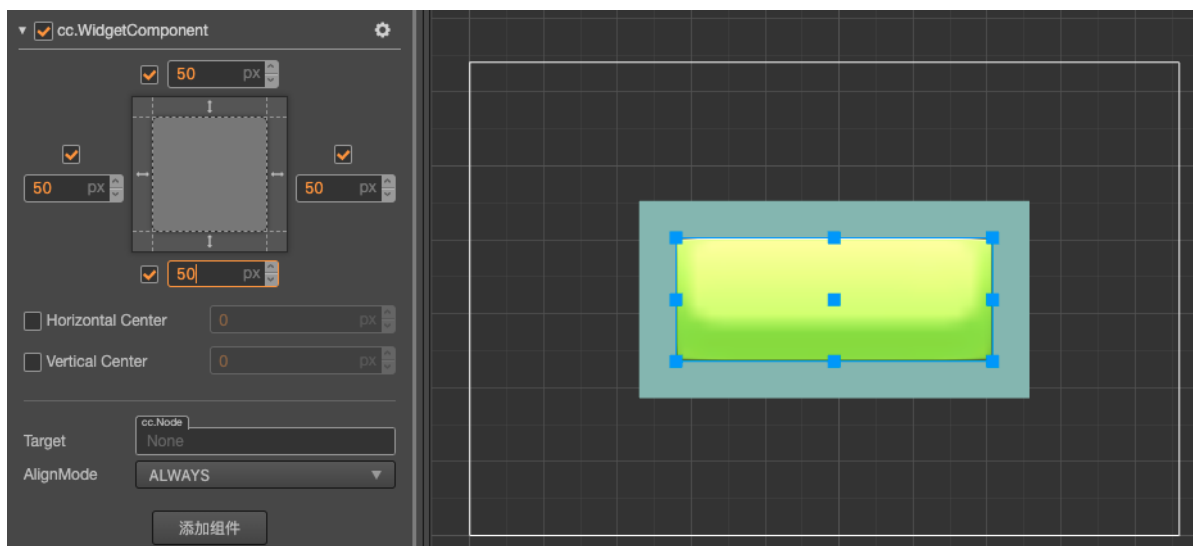 cc.WidgetComponent
50 px
50 px
50 px
50 px
Horizontal Center 0 px
Vertical Center 0 px
cc.Node
Target None
AlignMode ALWAYS
添加组件